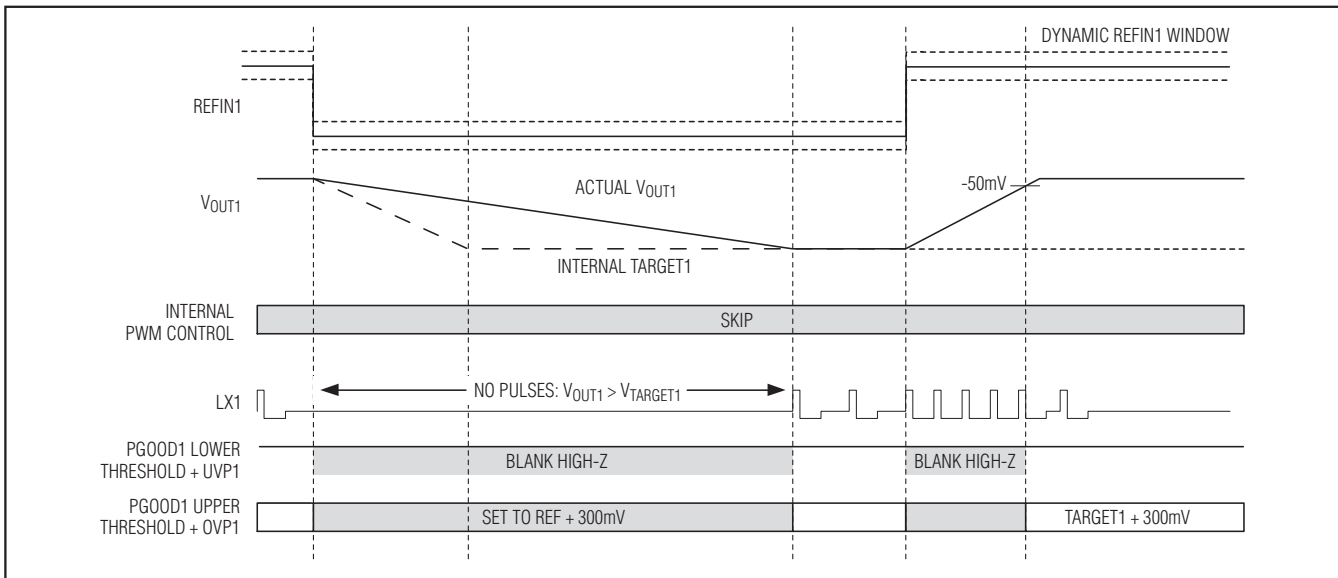 DYNAMIC REFIN1 WINDOW
REFIN1
ACTUAL VOUT1
-50mV
VOUT1
INTERNAL TARGET1
INTERNAL
PWM CONTROL
SKIP
NO PULSES: VOUT1 > VTARGET1
LX1
PGOOD1 LOWER
THRESHOLD + UVP1
BLANK HIGH-Z
BLANK HIGH-Z
PGOOD1 UPPER
THRESHOLD + OVP1
SET TO REF + 300mV
TARGET1 + 300mV